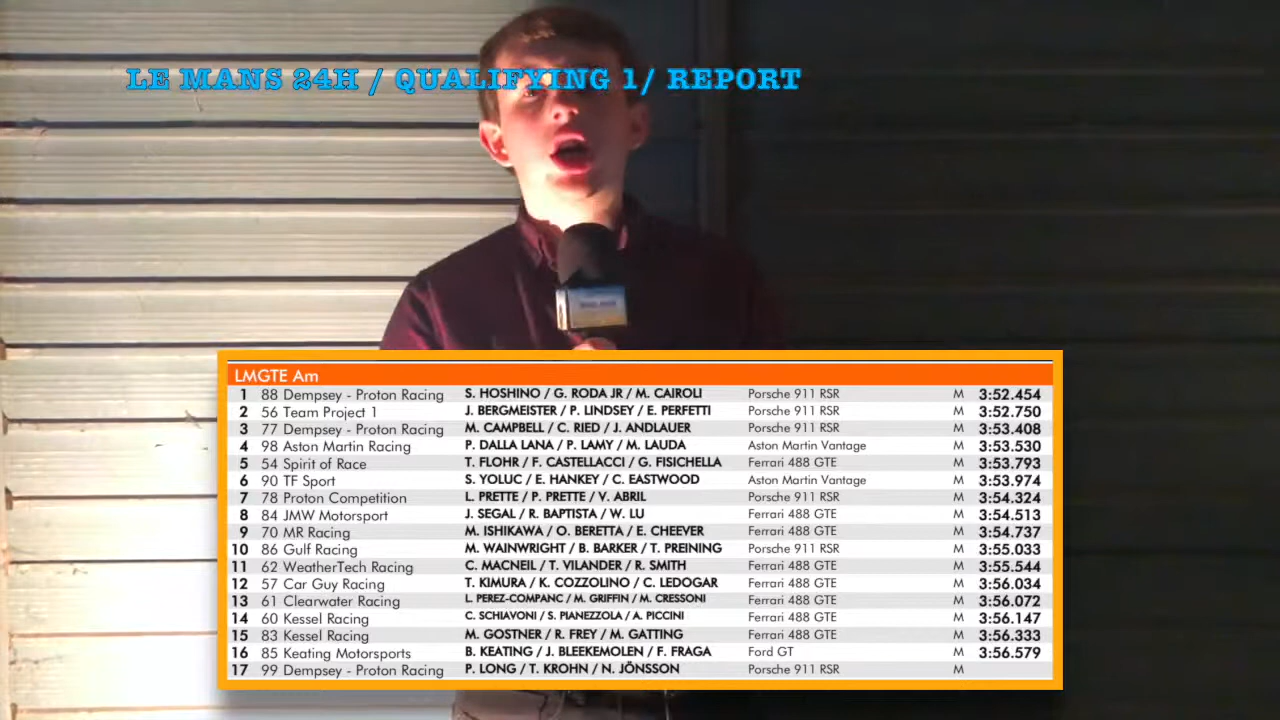 LE MANS 24H / QUALIFYING 1/ REPORT
LMGTE Am
1 88 Dempsey - Proton Racing S. HOSHINO / G. RODA JR / M. CAIROLI Porsche 911 RSR M 3:52.454
2 56 Team Project 1 J. BERGMEISTER / P. LINDSEY / E. PERFETTI Porsche 911 RSR M 3:52.750
3 77 Dempsey - Proton Racing M. CAMPBELL / C. RIED / J. ANDLAUER Porsche 911 RSR M 3:53.408
4 98 Aston Martin Racing P. DALLA LANA / P. LAMY / M. LAUDA Aston Martin Vantage M 3:53.530
5 54 Spirit of Race T. FLOHR / F. CASTELLACCI / G. FISICHELLA Ferrari 488 GTE M 3:53.793
6 90 TF Sport S. YOLUC / E. HANKEY / C. EASTWOOD Aston Martin Vantage M 3:53.974
7 78 Proton Competition L. PRETTE / P. PRETTE / V. ABRIL Porsche 911 RSR M 3:54.324
8 84 JMW Motorsport J. SEGAL / R. BAPTISTA / W. LU Ferrari 488 GTE M 3:54.513
9 70 MR Racing M. ISHIKAWA / O. BERETTA / E. CHEEVER Ferrari 488 GTE M 3:54.737
10 86 Gulf Racing M. WAINWRIGHT / B. BARKER / T. PREINING Porsche 911 RSR M 3:55.033
11 62 WeatherTech Racing C. MACNEIL / T. VILANDER / R. SMITH Ferrari 488 GTE M 3:55.544
12 57 Car Guy Racing T. KIMURA / K. COZZOLINO / C. LEDOGAR Ferrari 488 GTE M 3:56.034
13 61 Clearwater Racing L. PEREZ-COMPANC / M. GRIFFIN / M. CRESSONI Ferrari 488 GTE M 3:56.072
14 60 Kessel Racing C. SCHIAVONI / S. PIANEZZOLA / A. PICCINI Ferrari 488 GTE M 3:56.147
15 83 Kessel Racing M. GOSTNER / R. FREY / M. GATTING Ferrari 488 GTE M 3:56.333
16 85 Keating Motorsports B. KEATING / J. BLEEKEMOLEN / F. FRAGA Ford GT M 3:56.579
17 99 Dempsey - Proton Racing P. LONG / T. KROHN / N. JÖNSSON Porsche 911 RSR M